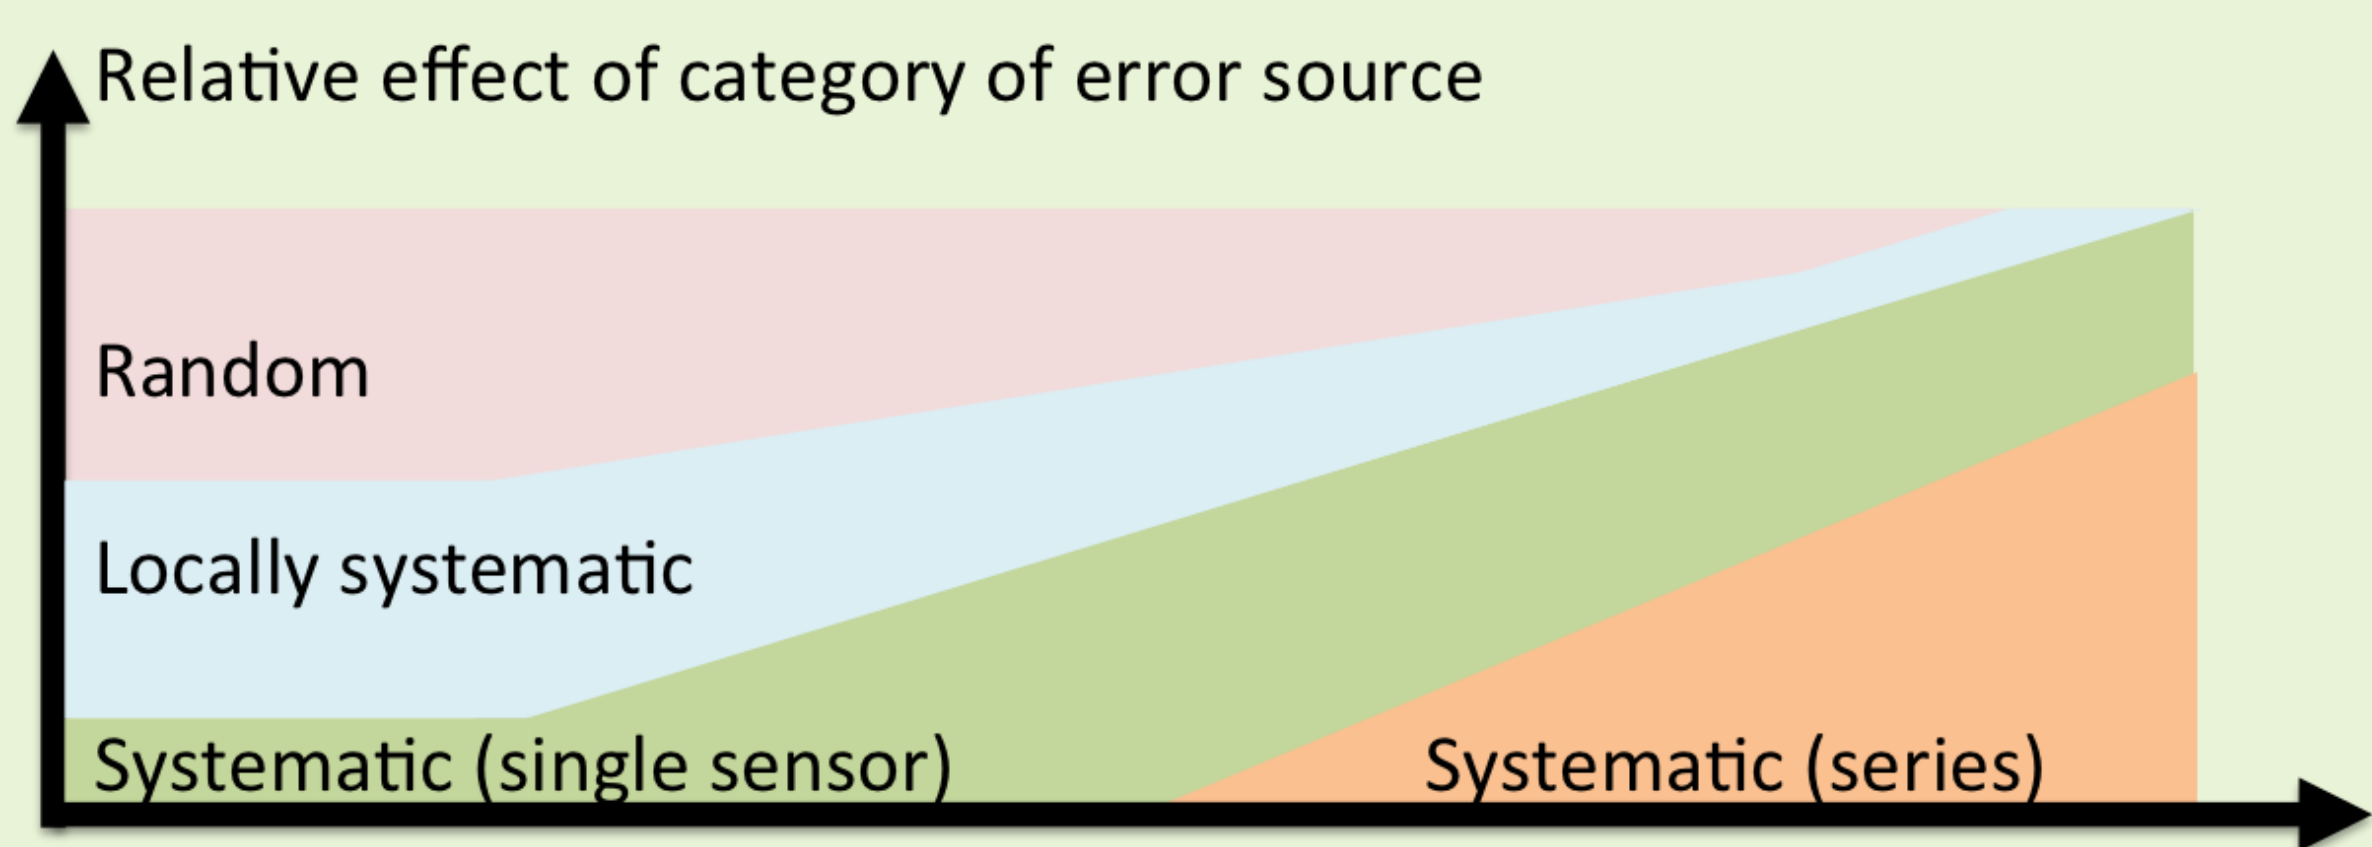 Relative effect of category of error source
Random
Locally systematic
Systematic (single sensor)
Systematic (series)